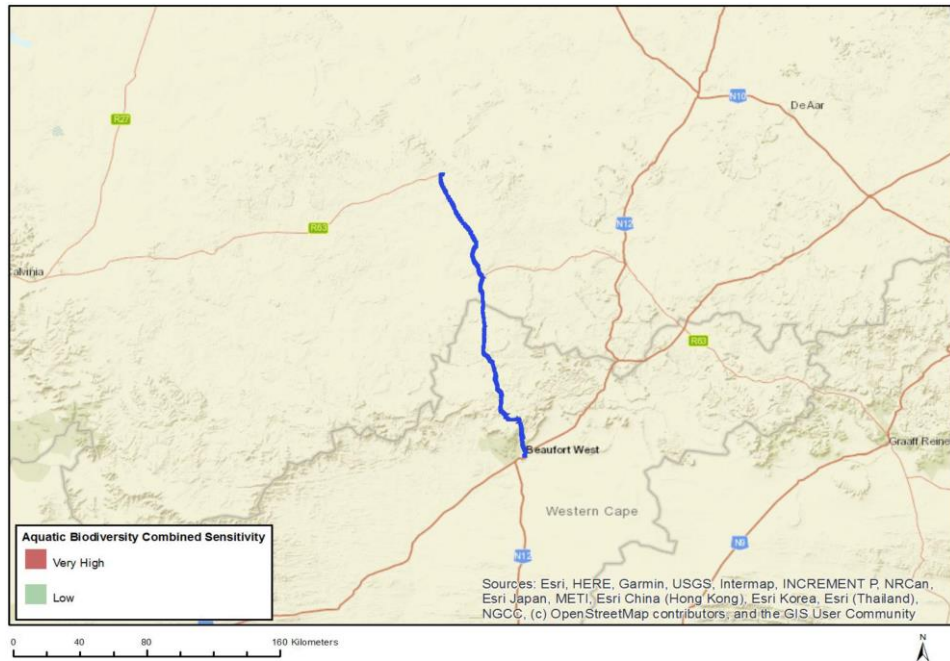 R27
N10
De Aar
R63
N12
alvinia
R63
Graaff Reine
Beaufort West
Western Cape
N12
N9
Aquatic Biodiversity Combined Sensitivity
Very High
Low
Sources: Esri, HERE, Garmin, USGS, Intermap, INCREMENT P, NRCan,
Esri Japan, METI, Esri China (Hong Kong), Esri Korea, Esri (Thailand),
NGCC, (c) OpenStreetMap contributors, and the GIS User Community
0 40 80 160 Kilometers
N